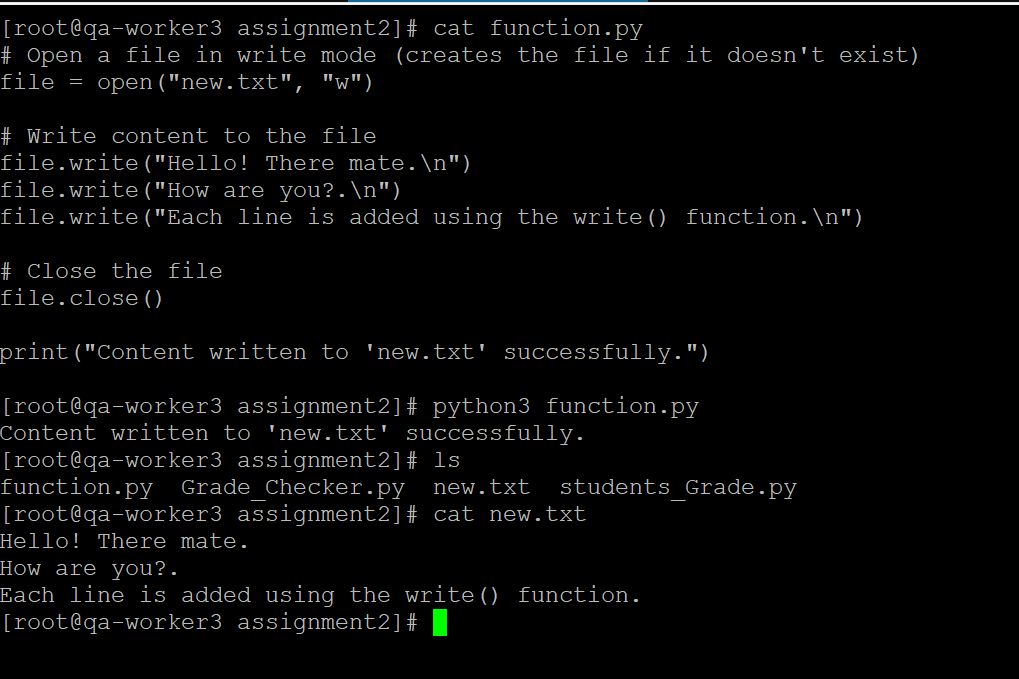 [root@qa-worker3 assignment2]# cat function.py
# Open a file in write mode (creates the file if it doesn't exist)
file = open("new.txt", "w")
# Write content to the file
file.write("Hello! There mate.\n")
file.write("How are you?.\n")
file.write("Each line is added using the write() function.\n")
# Close the file
file.close()
print("Content written to 'new.txt' successfully.")
[root@qa-worker3 assignment2]# python3 function.py
Content written to 'new.txt' successfully.
[root@qa-worker3 assignment2]# ls
function.py  Grade_Checker.py  new.txt  students_Grade.py
[root@qa-worker3 assignment2]# cat new.txt
Hello! There mate.
How are you?.
Each line is added using the write() function.
[root@qa-worker3 assignment2]#